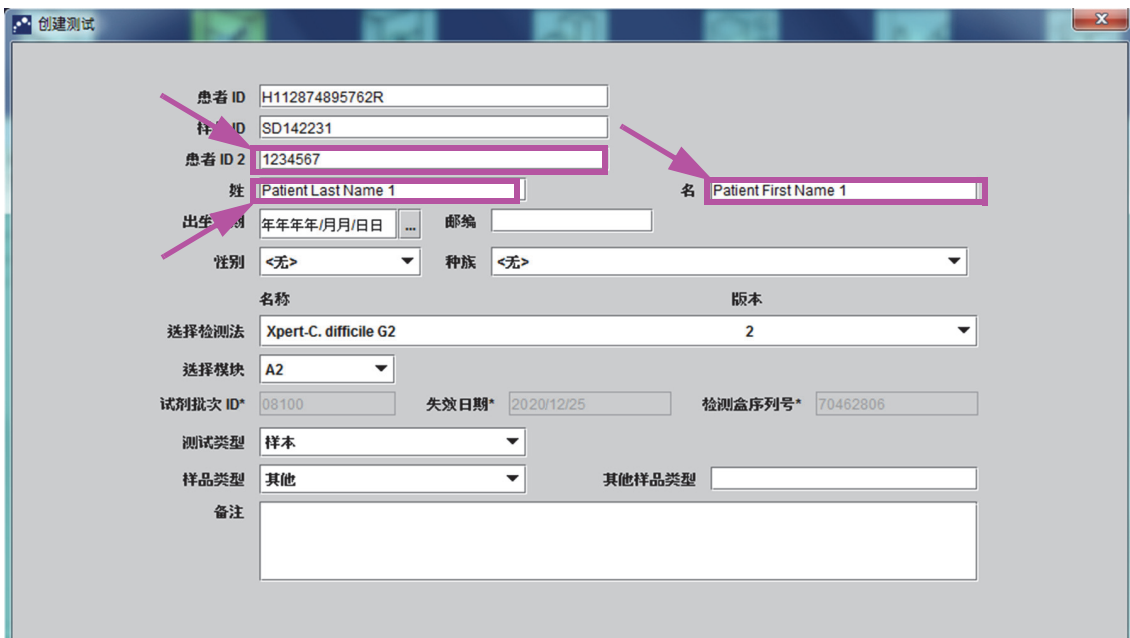 创建测试
患者 ID H112874895762R
样 ID SD142231
患者 ID 2 1234567
姓 Patient Last Name 1 名 Patient First Name 1
出生 期 年年年年/月月/日日 ... 邮编
性别 <无> 种族 <无>
名称 版本
选择检测法 Xpert-C. difficile G2 2
选择模块 A2
试剂批次 ID* 08100 失效日期* 2020/12/25 检测盒序列号* 70462806
测试类型 样本
样品类型 其他 其他样品类型
备注